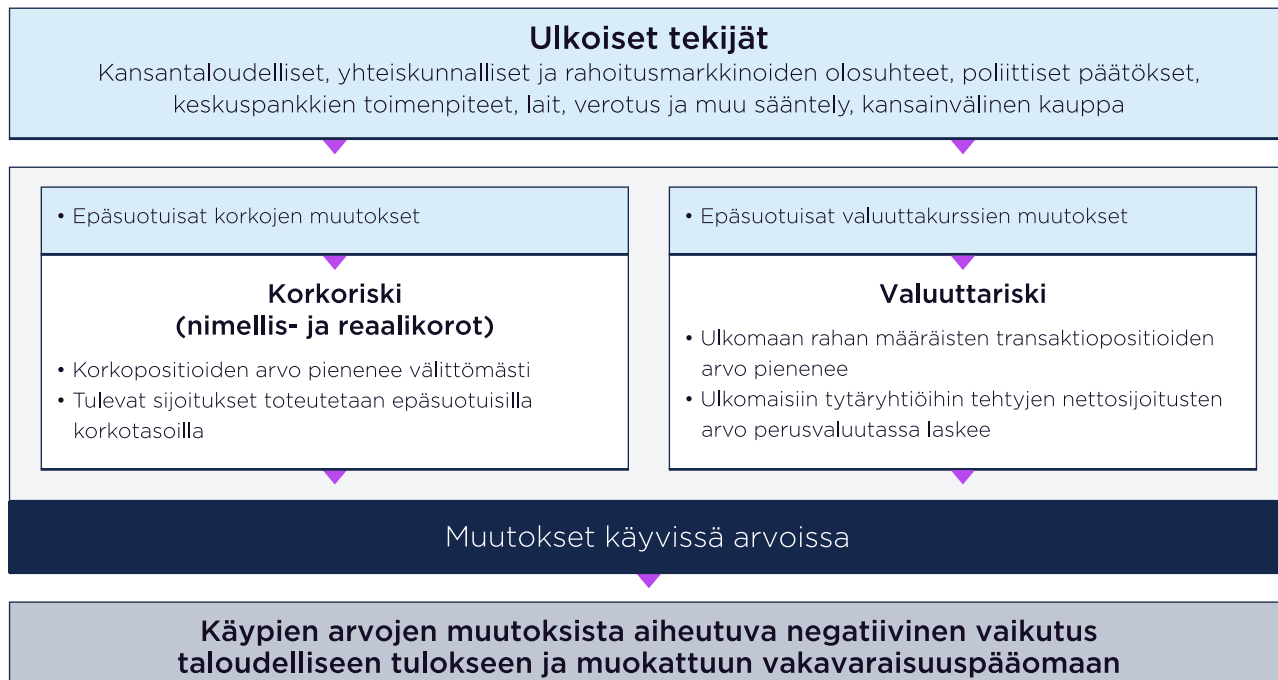 Ulkoiset tekijät
Kansantaloudelliset, yhteiskunnalliset ja rahoitusmarkkinoiden olosuhteet, poliittiset päätökset,
keskuspankkien toimenpiteet, lait, verotus ja muu sääntely, kansainvälinen kauppa
• Epäsuotuisat korkojen muutokset
Korkoriski
(nimellis- ja reaalikorot)
• Korkopositioiden arvo pienenee välittömästi
• Tulevat sijoitukset toteutetaan epäsuotuisilla
korkotasoilla
• Epäsuotuisat valuuttakurssien muutokset
Valuuttariski
• Ulkomaan rahan määräisten transaktiopositioiden
arvo pienenee
• Ulkomaisiin tytäryhtiöihin tehtyjen nettosijoitusten
arvo perusvaluutassa laskee
Muutokset käyvissä arvoissa
Käypien arvojen muutoksista aiheutuva negatiivinen vaikutus
taloudelliseen tulokseen ja muokattuun vakavaraisuuspääomaan